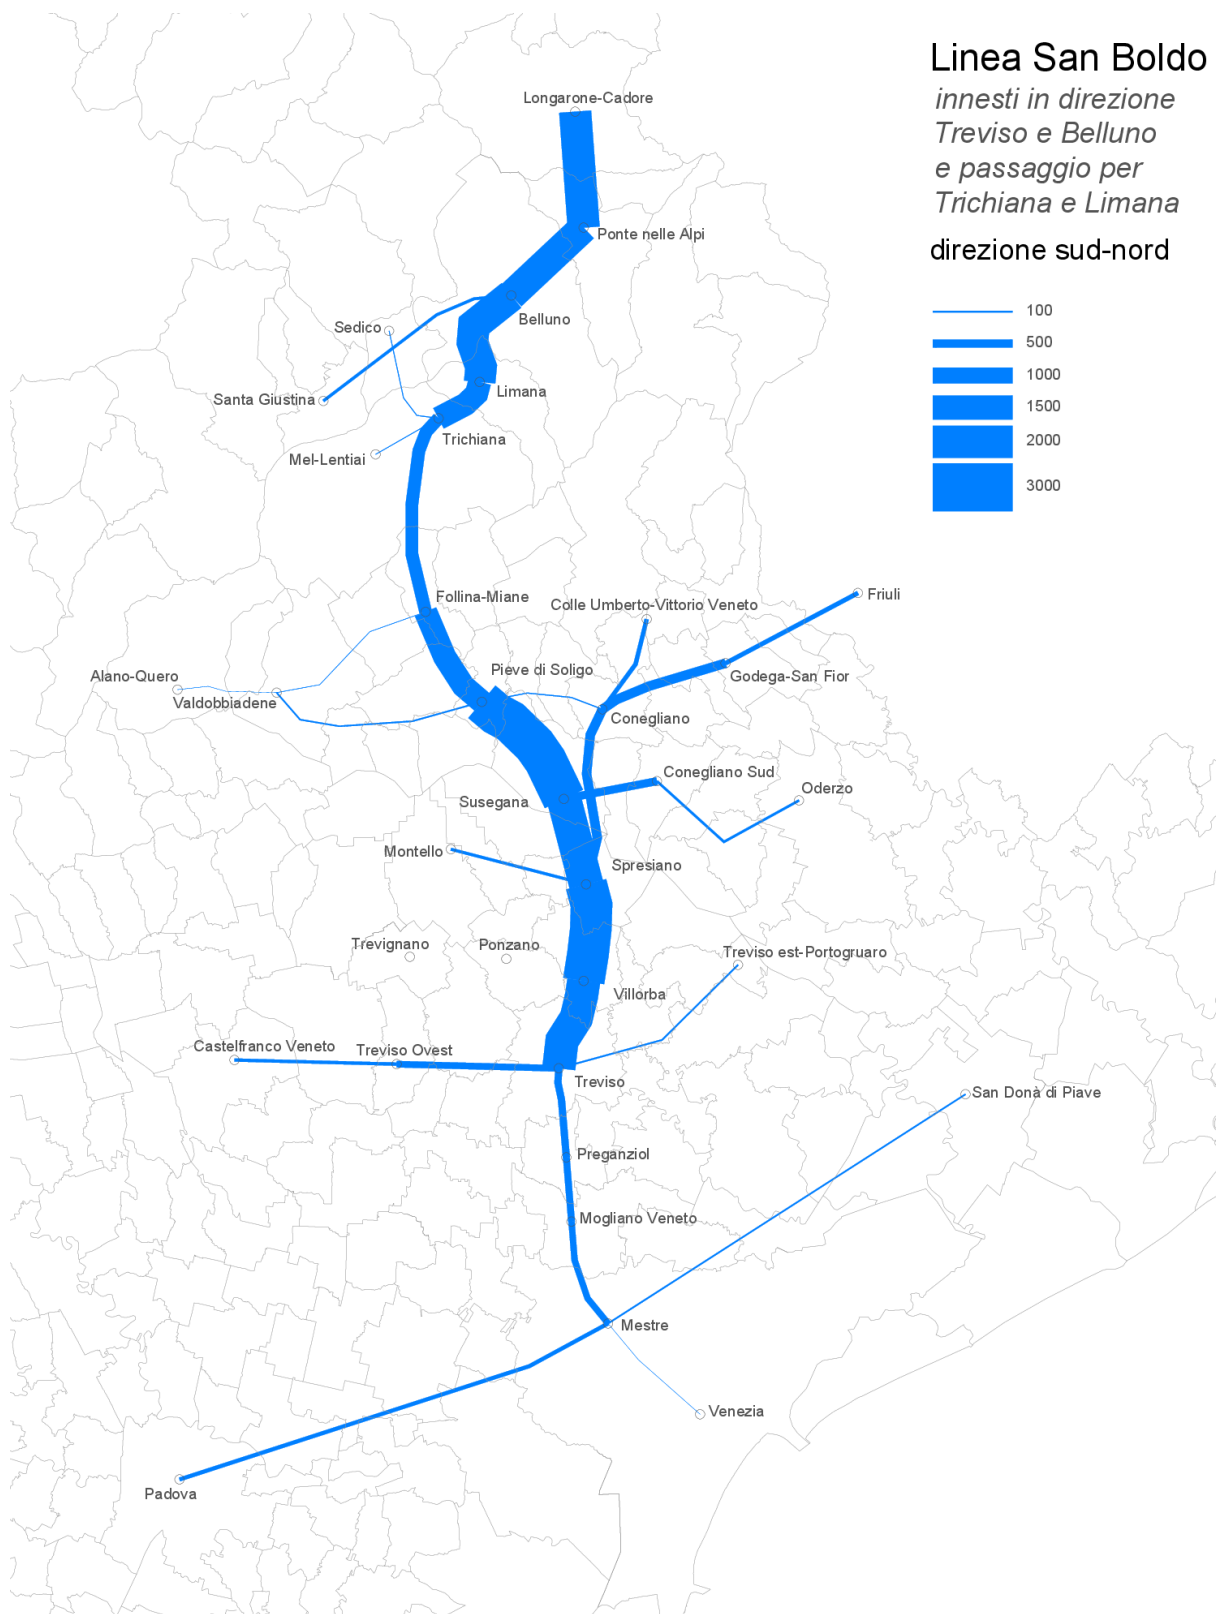 Linea San Boldo
innesti in direzione
Treviso e Belluno
e passaggio per
Trichiana e Limana
direzione sud-nord
100
500
1000
1500
2000
3000
Longarone-Cadore
Ponte nelle Alpi
Belluno
Sedico
Limana
Santa Giustina
Trichiana
Mel-Lentiai
Follina-Miane
Colle Umberto-Vittorio Veneto
Friuli
Pieve di Soligo
Alano-Quero
Godega-San Fior
Valdobbiadene
Conegliano
Conegliano Sud
Oderzo
Susegana
Montello
Spresiano
Trevignano
Ponzano
Treviso est-Portogruaro
Villorba
Castelfranco Veneto
Treviso Ovest
Treviso
San Donà di Piave
Preganziol
Mogliano Veneto
Mestre
Venezia
Padova